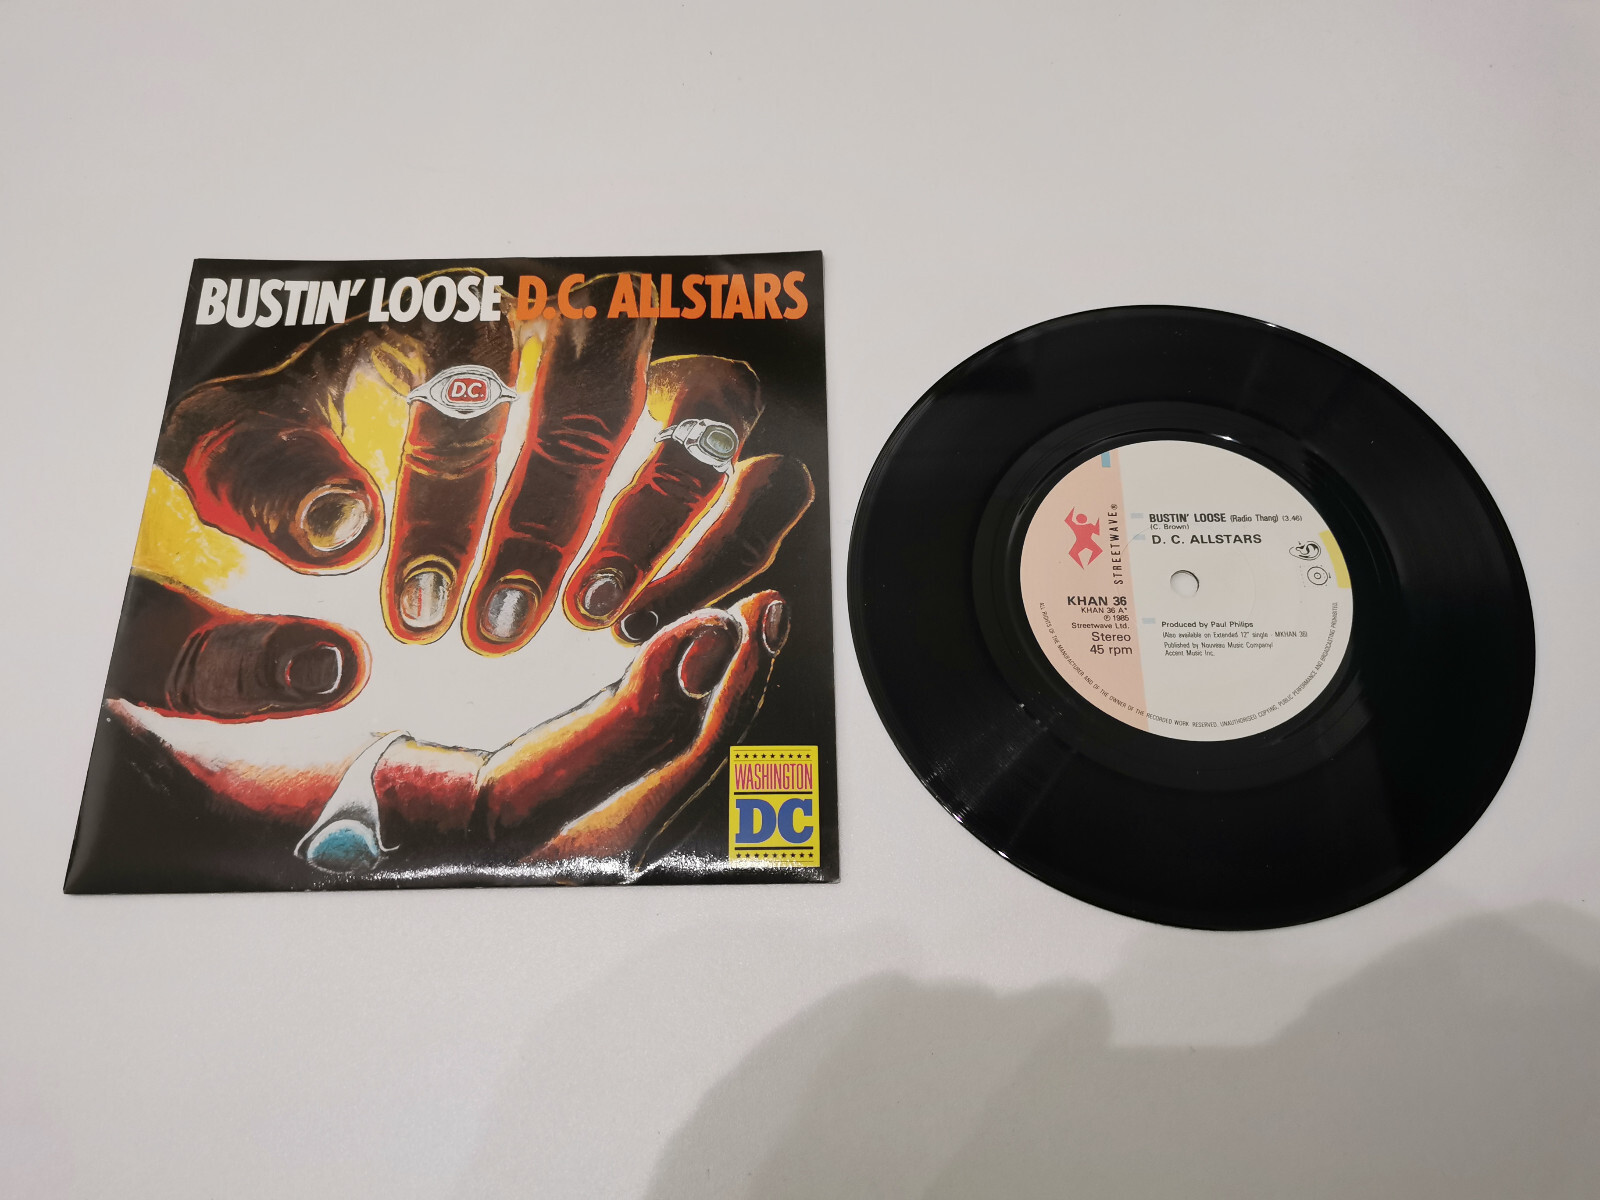 BUSTIN' LOOSE D.C. ALLSTARS
D.C.
WASHINGTON
DC
STREETWAVE®
BUSTIN' LOOSE (Radio Thang) (3.46)
(C. Brown)
D. C. ALLSTARS
KHAN 36
KHAN 36 A*
℗ 1985
Streetwave Ltd.
Stereo
45 rpm
Produced by Paul Philips
(Also available on Extended 12" single - MKHAN 36)
Published by Nouveau Music Company/
Accent Music Inc.
ALL RIGHTS OF THE MANUFACTURER AND OF THE OWNER OF THE RECORDED WORK RESERVED. UNAUTHORISED COPYING, PUBLIC PERFORMANCE AND BROADCASTING PROHIBITED